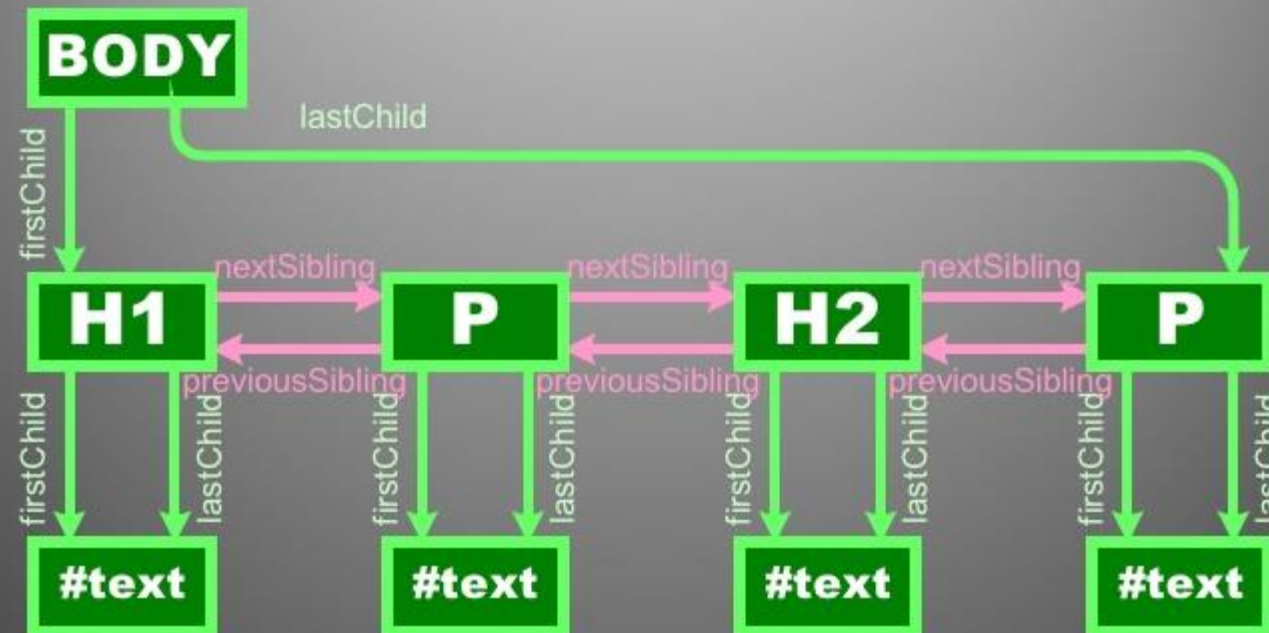 BODY
lastChild
firstChild
nextSibling
nextSibling
nextSibling
H1
P
H2
P
previousSibling
previousSibling
previousSibling
firstChild
lastChild
firstChild
lastChild
firstChild
lastChild
firstChild
lastChild
#text
#text
#text
#text